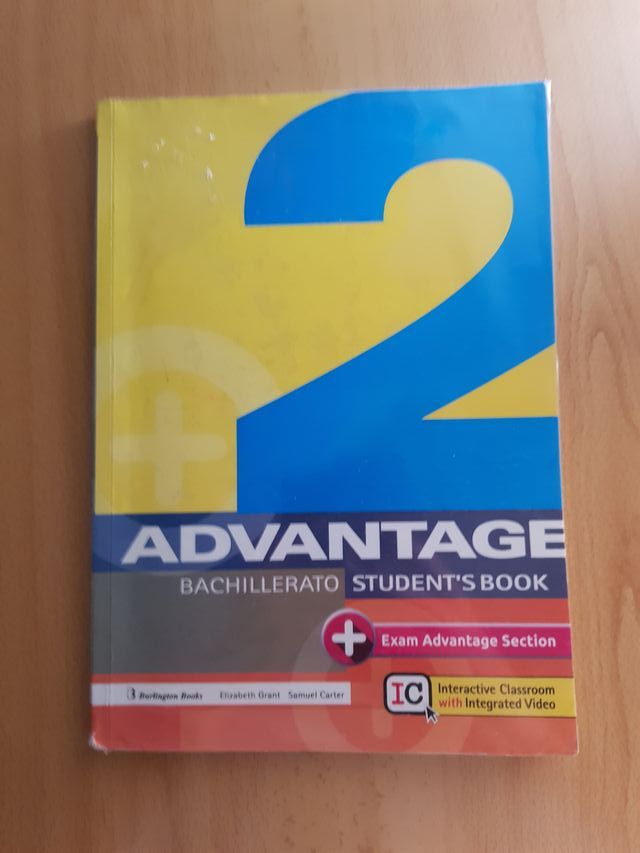 2
ADVANTAGE
BACHILLERATO STUDENT'S BOOK
+ Exam Advantage Section
B Burlington Books Elizabeth Grant Samuel Carter
IC Interactive Classroom
with Integrated Video